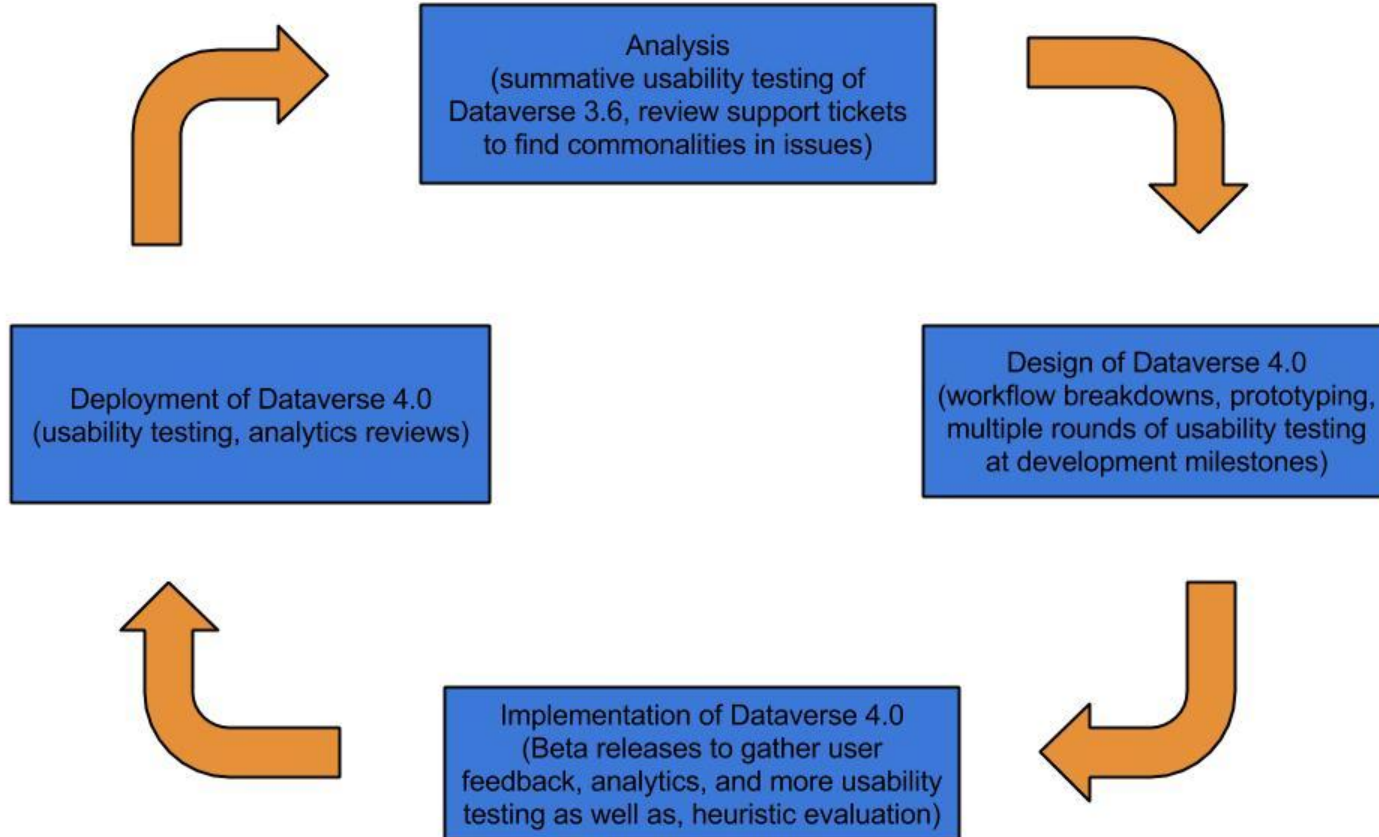 Analysis
(summative usability testing of
Dataverse 3.6, review support tickets
to find commonalities in issues)
Design of Dataverse 4.0
(workflow breakdowns, prototyping,
multiple rounds of usability testing
at development milestones)
Implementation of Dataverse 4.0
(Beta releases to gather user
feedback, analytics, and more usability
testing as well as, heuristic evaluation)
Deployment of Dataverse 4.0
(usability testing, analytics reviews)